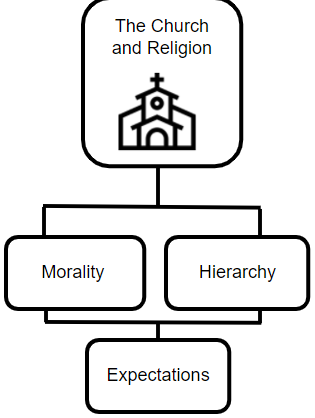 The Church
and Religion
Morality
Hierarchy
Expectations